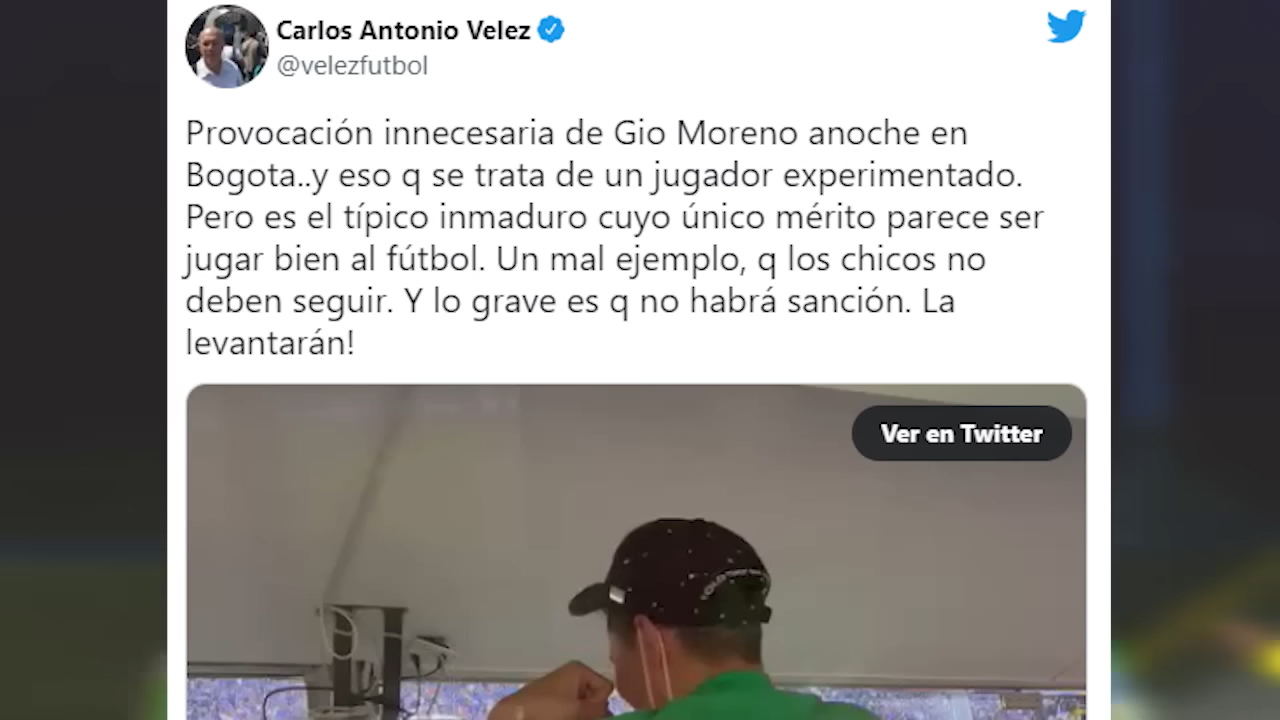 Carlos Antonio Velez
@velezfutbol
Provocación innecesaria de Gio Moreno anoche en
Bogota..y eso q se trata de un jugador experimentado.
Pero es el típico inmaduro cuyo único mérito parece ser
jugar bien al fútbol. Un mal ejemplo, q los chicos no
deben seguir. Y lo grave es q no habrá sanción. La
levantarán!
Ver en Twitter